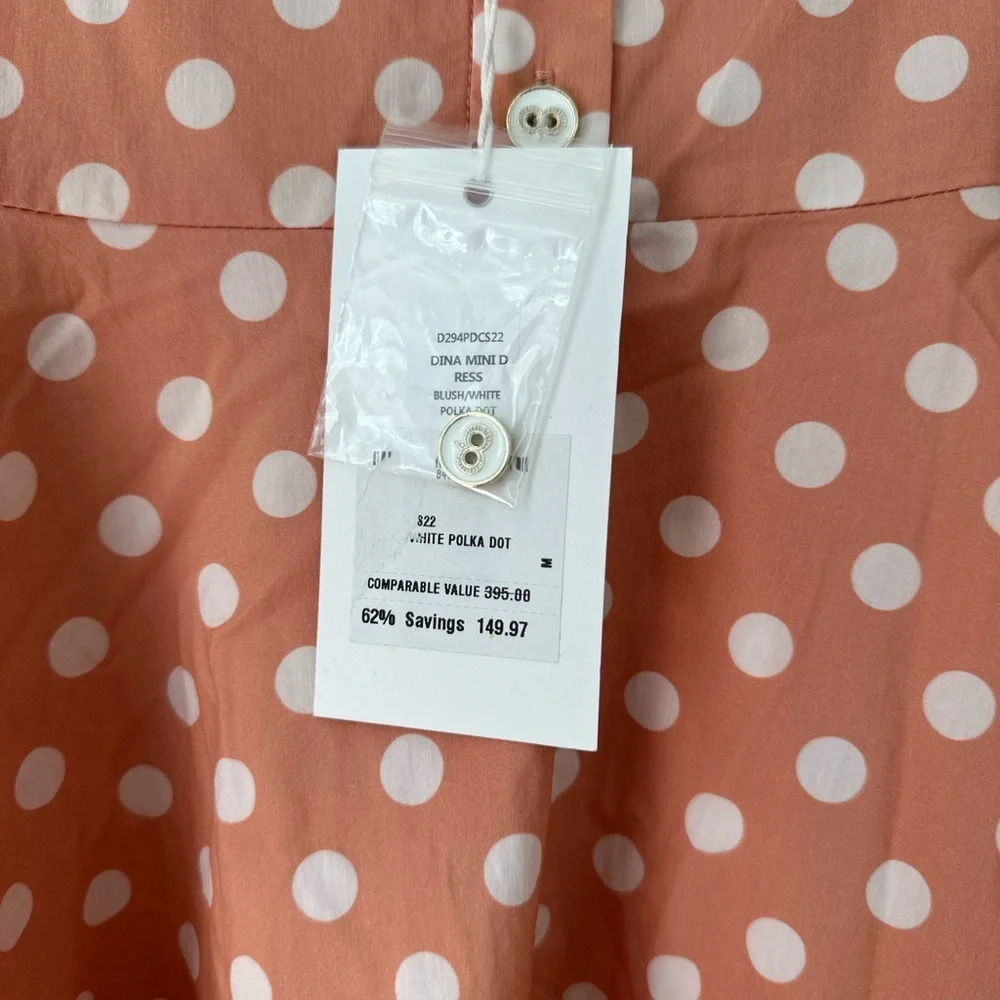 D294PDCS22
DINA MINI D
RESS
BLUSH/WHITE
POLKA DOT
S22
WHITE POLKA DOT
M
COMPARABLE VALUE 395.00
62% Savings 149.97